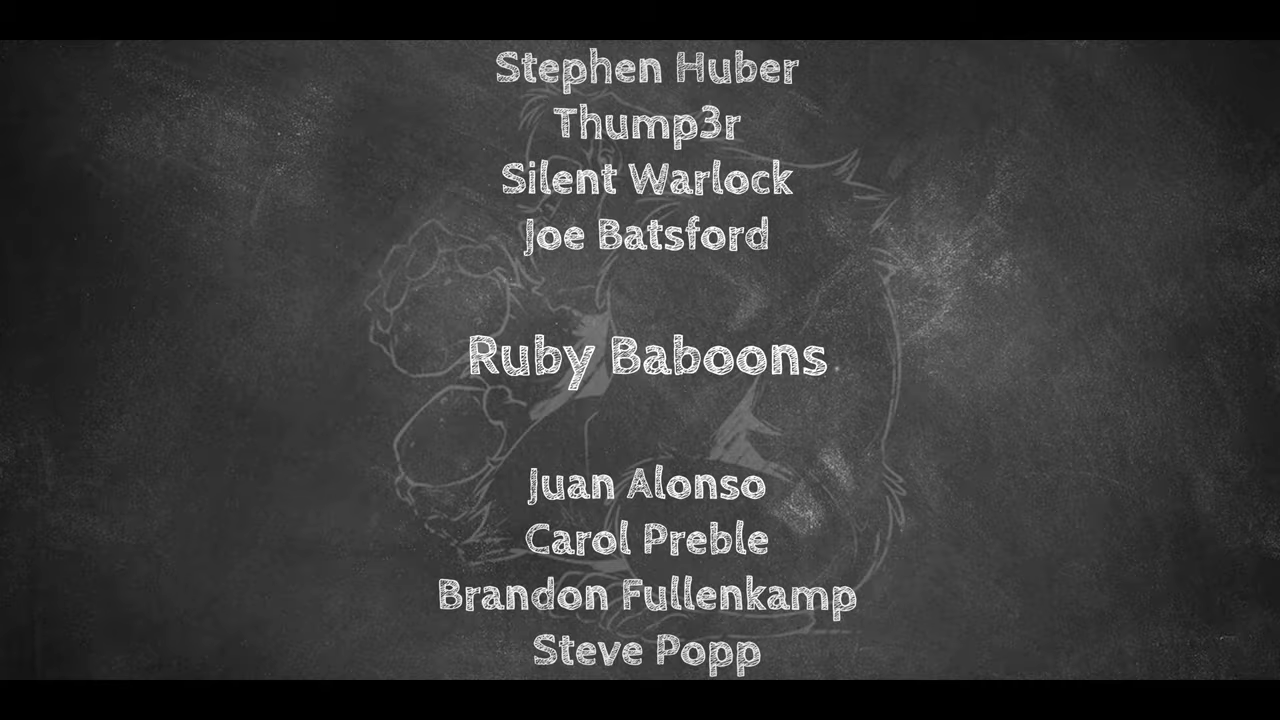 Stephen Huber
Thump3r
Silent Warlock
Joe Batsford
Ruby Baboons
Juan Alonso
Carol Preble
Brandon Fullenkamp
Steve Popp